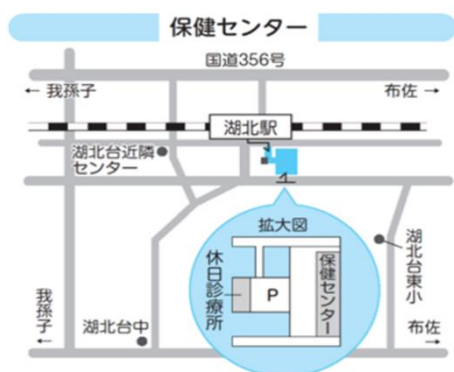 保健センター
国道356号
← 我孫子
布佐 →
湖北駅
湖北台近隣
センター
拡大図
休日診療所
P
保健センター
湖北台東小
我孫子
←
湖北台中
布佐
→